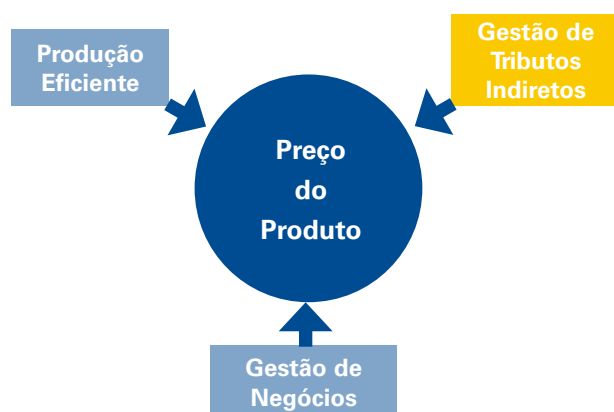 Produção
Eficiente
Gestão de
Tributos
Indiretos
Preço
do
Produto
Gestão de
Negócios